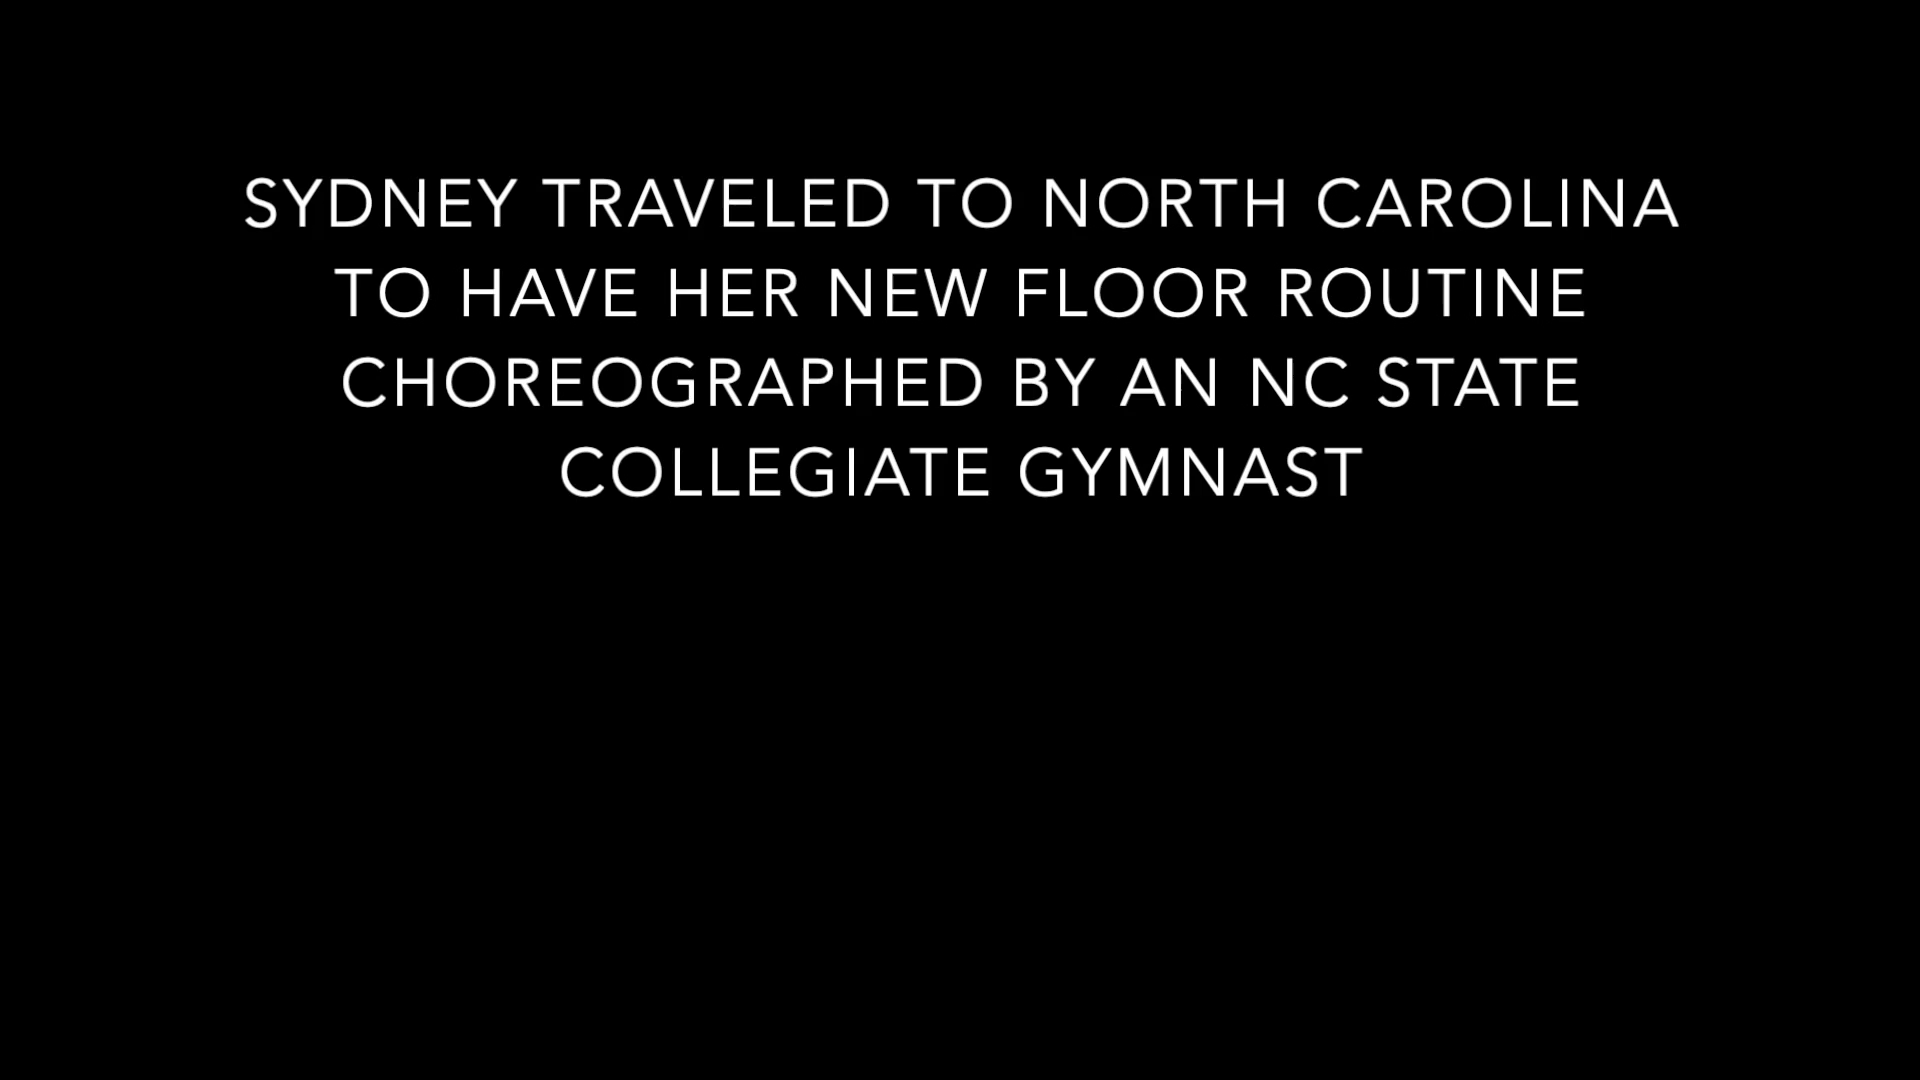 SYDNEY TRAVELED TO NORTH CAROLINA
TO HAVE HER NEW FLOOR ROUTINE
CHOREOGRAPHED BY AN NC STATE
COLLEGIATE GYMNAST